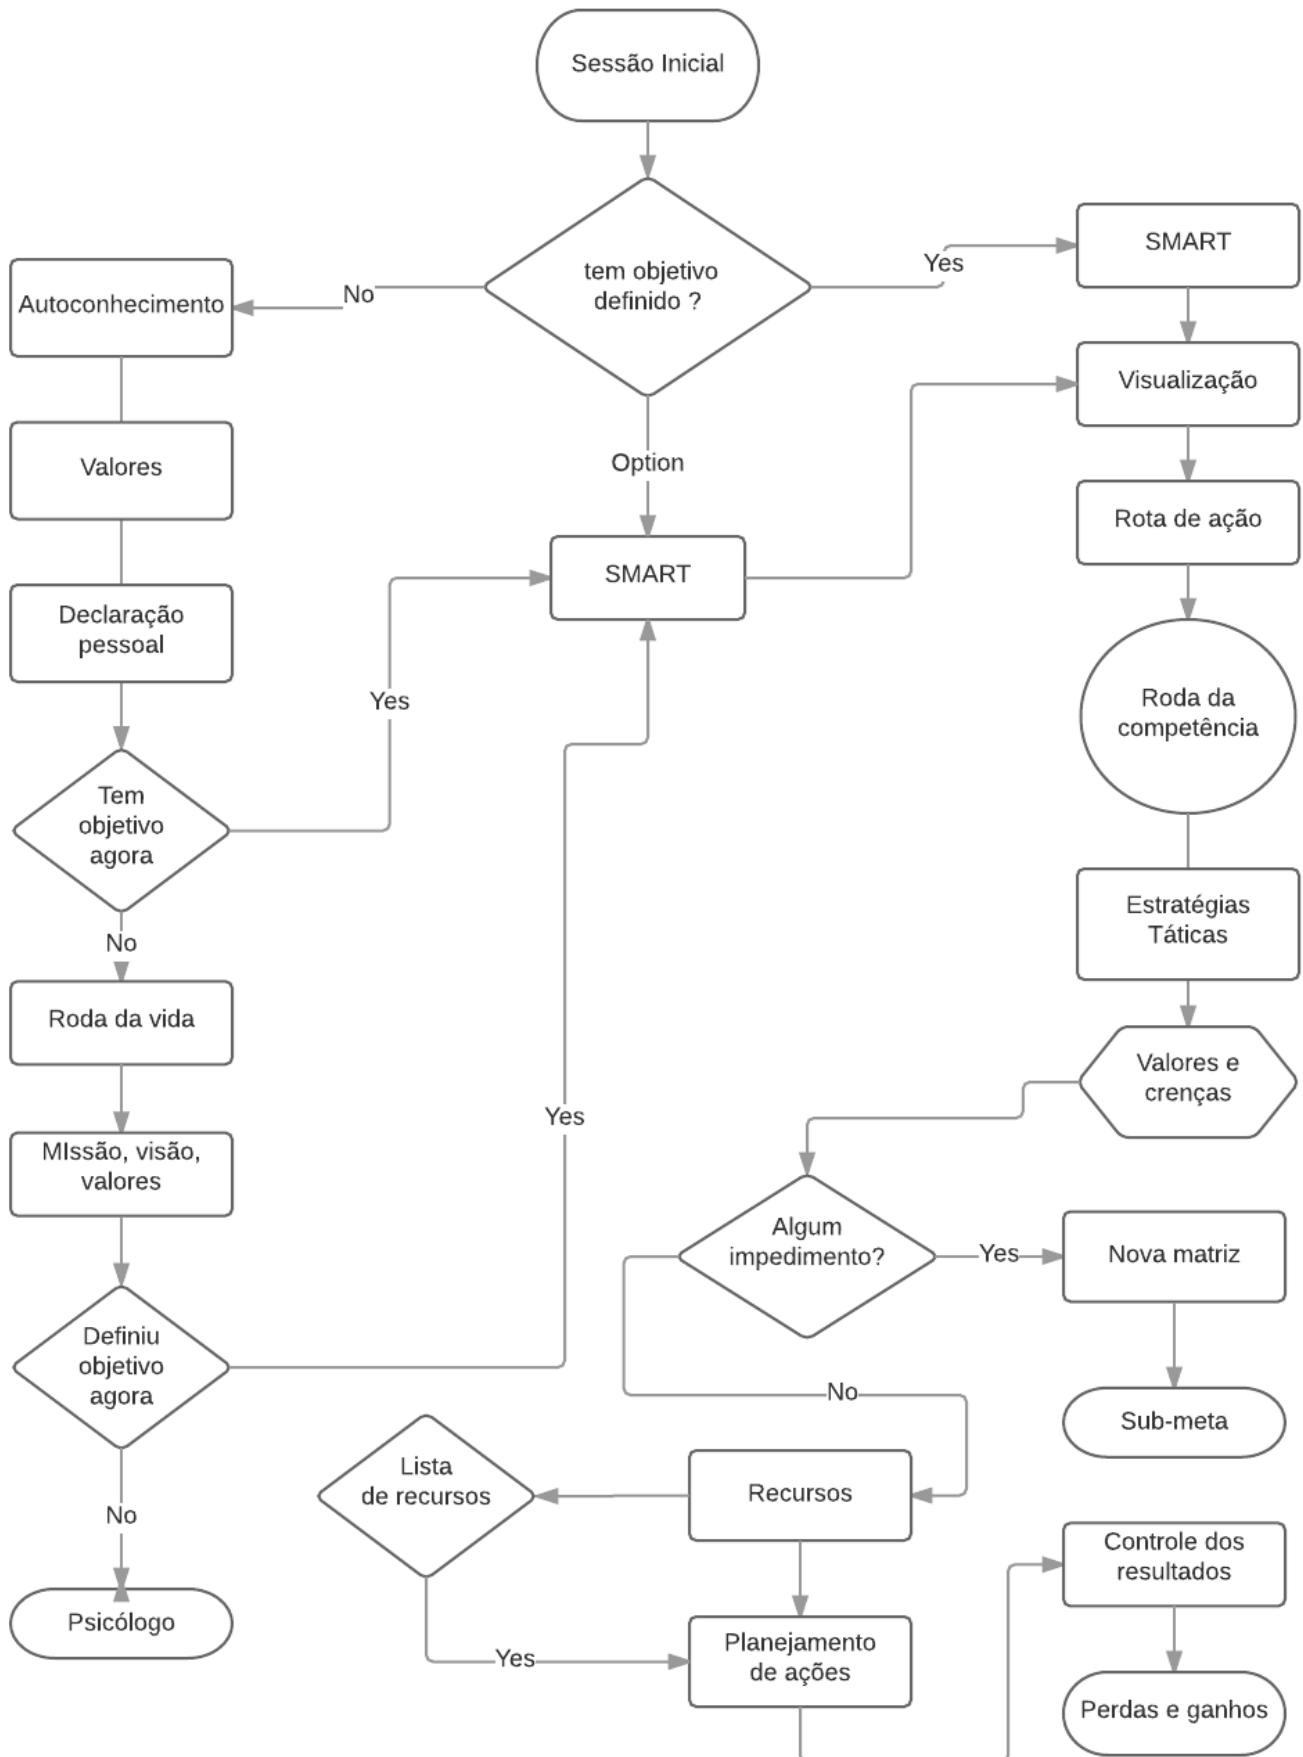 Sessão Inicial
tem objetivo
definido ?
Yes
SMART
No
Autoconhecimento
Visualização
Option
Valores
Rota de ação
SMART
Declaração
pessoal
Yes
Roda da
competência
Tem
objetivo
agora
Estratégias
Táticas
No
Roda da vida
Valores e
crenças
Yes
MIssão, visão,
valores
Algum
impedimento?
Yes
Nova matriz
Definiu
objetivo
agora
No
Sub-meta
Lista
de recursos
Recursos
No
Controle dos
resultados
Psicólogo
Planejamento
de ações
Yes
Perdas e ganhos